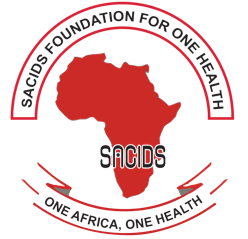 SACIDS FOUNDATION FOR ONE HEALTH
SACIDS
ONE AFRICA, ONE HEALTH